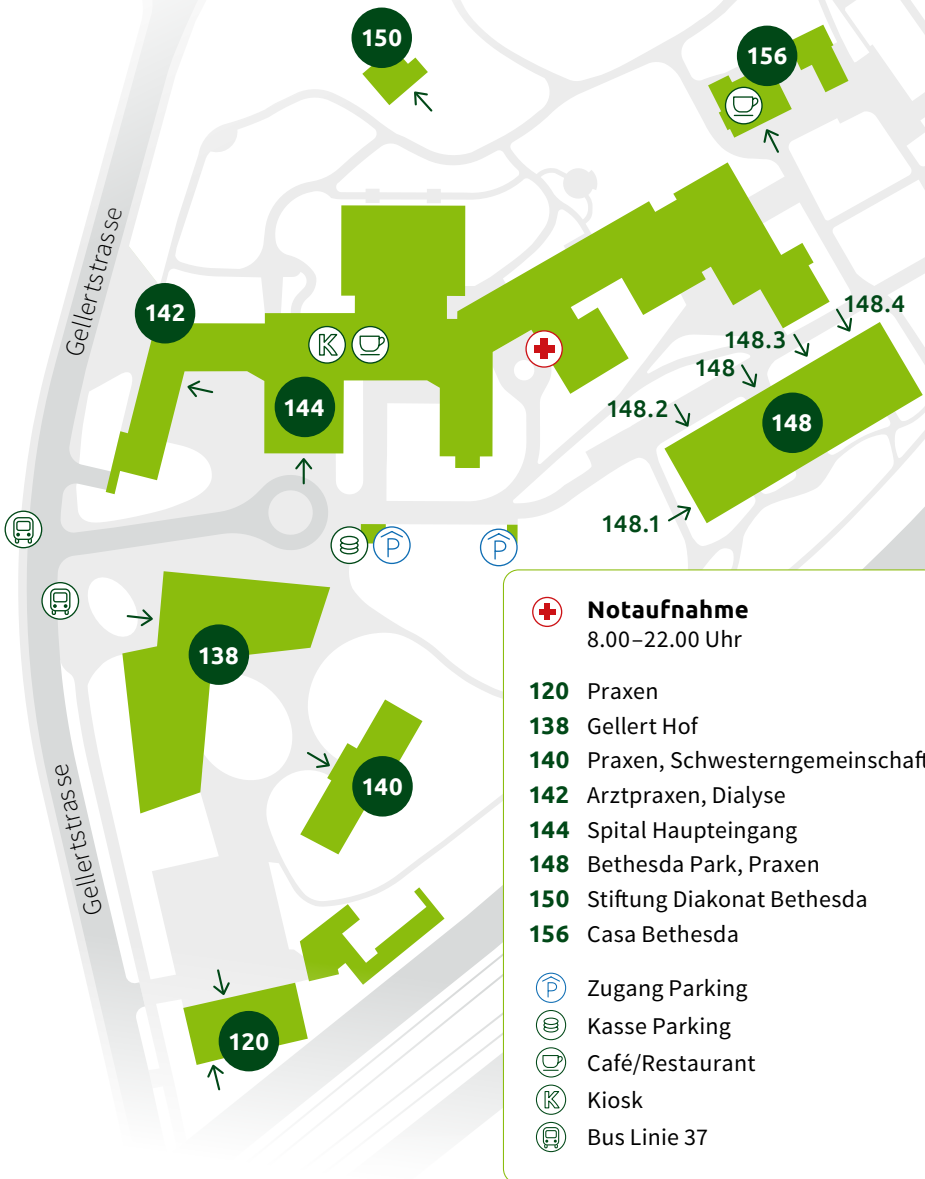 150
156
Gellertstrasse
142
K
144
148.4
148.3
148
148.2
148
148.1
P
P
138
140
Gellertstrasse
120
Notaufnahme
8.00–22.00 Uhr
120 Praxen
138 Gellert Hof
140 Praxen, Schwesterngemeinschaft
142 Arztpraxen, Dialyse
144 Spital Haupteingang
148 Bethesda Park, Praxen
150 Stiftung Diakonat Bethesda
156 Casa Bethesda
P Zugang Parking
Kasse Parking
Café/Restaurant
K Kiosk
Bus Linie 37